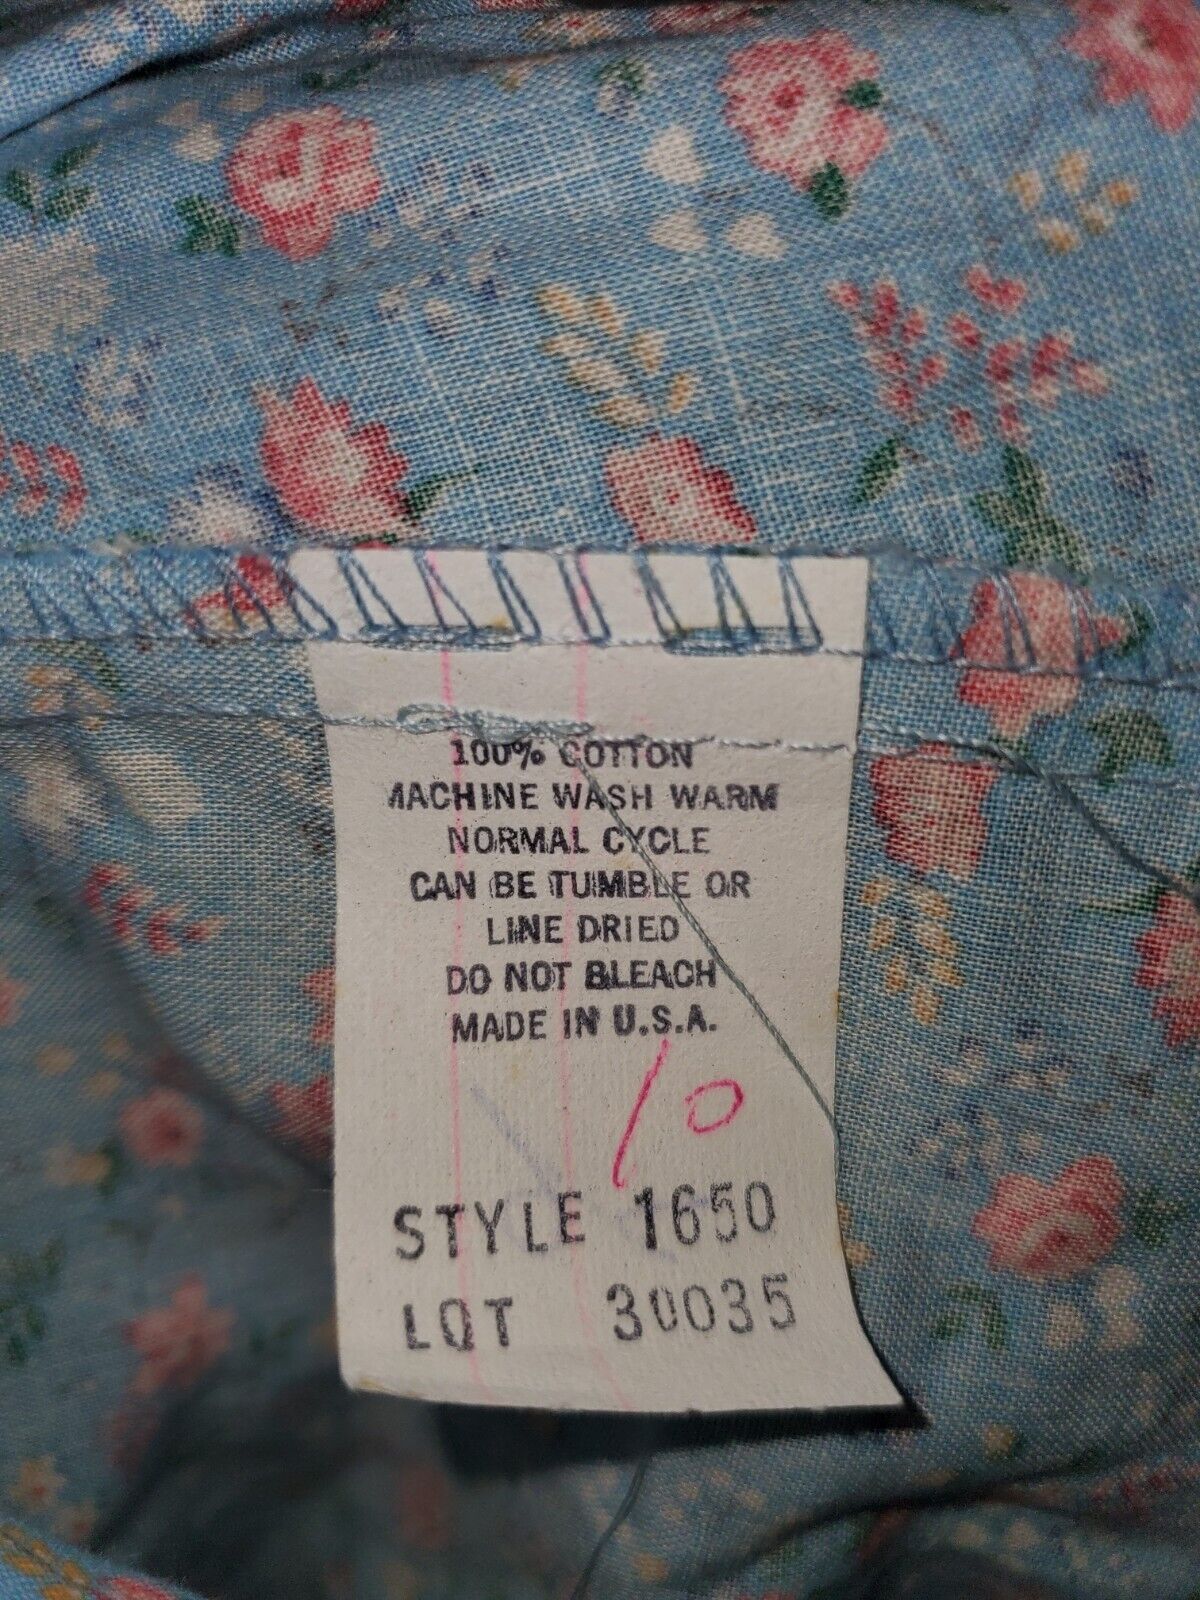 100% COTTON
MACHINE WASH WARM
NORMAL CYCLE
CAN BE TUMBLE OR
LINE DRIED
DO NOT BLEACH
MADE IN U.S.A.
10
STYLE 1650
LOT 30035